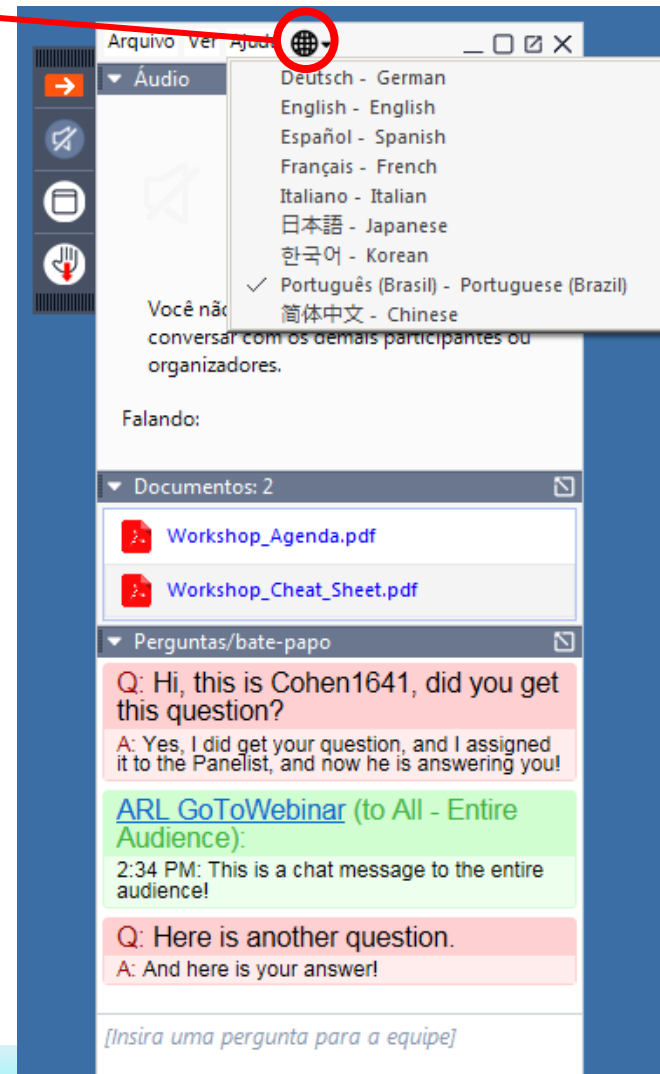 Arquivo Ver
Áudio
Deutsch - German
English - English
Español - Spanish
Français - French
Italiano - Italian
日本語 - Japanese
한국어 - Korean
Português (Brasil) - Portuguese (Brazil)
简体中文 - Chinese
Você não
conversar com os demais participantes ou
organizadores.
Falando:
Documentos: 2
Workshop_Agenda.pdf
Workshop_Cheat_Sheet.pdf
Perguntas/bate-papo
Q: Hi, this is Cohen1641, did you get
this question?
A: Yes, I did get your question, and I assigned
it to the Panelist, and now he is answering you!
ARL GoToWebinar (to All - Entire
Audience):
2:34 PM: This is a chat message to the entire
audience!
Q: Here is another question.
A: And here is your answer!
[Insira uma pergunta para a equipe]